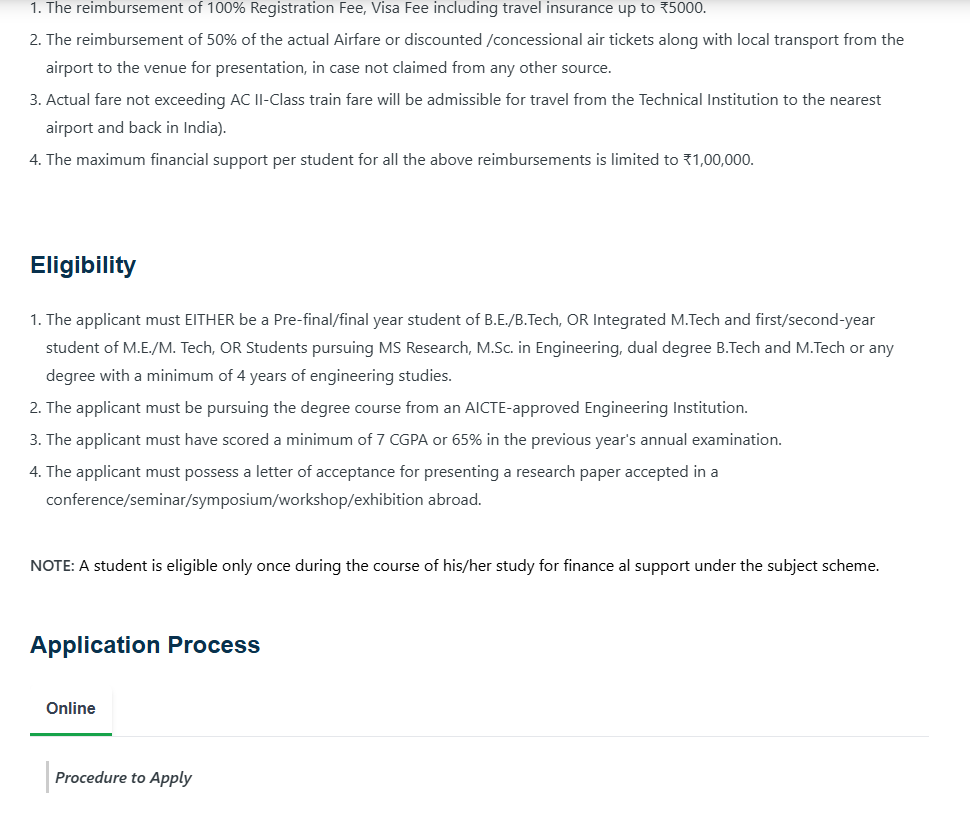 1. The reimbursement of 100% Registration Fee, Visa Fee including travel insurance up to ₹5000.
2. The reimbursement of 50% of the actual Airfare or discounted /concessional air tickets along with local transport from the
airport to the venue for presentation, in case not claimed from any other source.
3. Actual fare not exceeding AC II-Class train fare will be admissible for travel from the Technical Institution to the nearest
airport and back in India).
4. The maximum financial support per student for all the above reimbursements is limited to ₹1,00,000.
Eligibility
1. The applicant must EITHER be a Pre-final/final year student of B.E./B.Tech, OR Integrated M.Tech and first/second-year
student of M.E./M. Tech, OR Students pursuing MS Research, M.Sc. in Engineering, dual degree B.Tech and M.Tech or any
degree with a minimum of 4 years of engineering studies.
2. The applicant must be pursuing the degree course from an AICTE-approved Engineering Institution.
3. The applicant must have scored a minimum of 7 CGPA or 65% in the previous year's annual examination.
4. The applicant must possess a letter of acceptance for presenting a research paper accepted in a
conference/seminar/symposium/workshop/exhibition abroad.
NOTE: A student is eligible only once during the course of his/her study for finance al support under the subject scheme.
Application Process
Online
Procedure to Apply